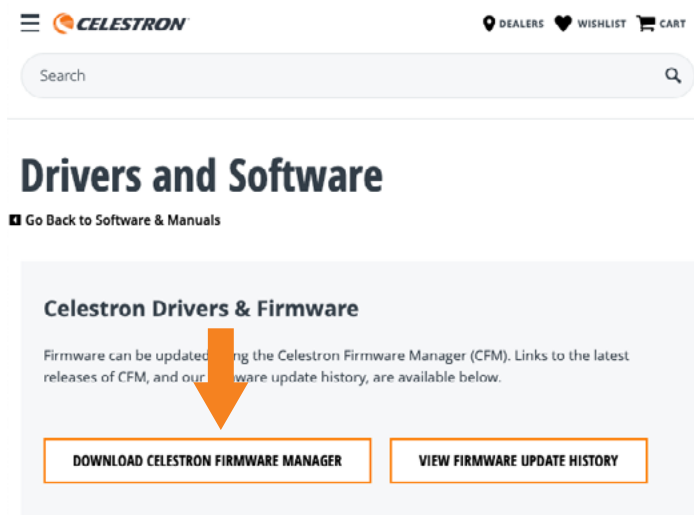 CELESTRON
DEALERS
WISHLIST
CART
Search
Drivers and Software
Go Back to Software & Manuals
Celestron Drivers & Firmware
Firmware can be updated the Celestron Firmware Manager (CFM). Links to the latest
releases of CFM, and our update history, are available below.
DOWNLOAD CELESTRON FIRMWARE MANAGER
VIEW FIRMWARE UPDATE HISTORY